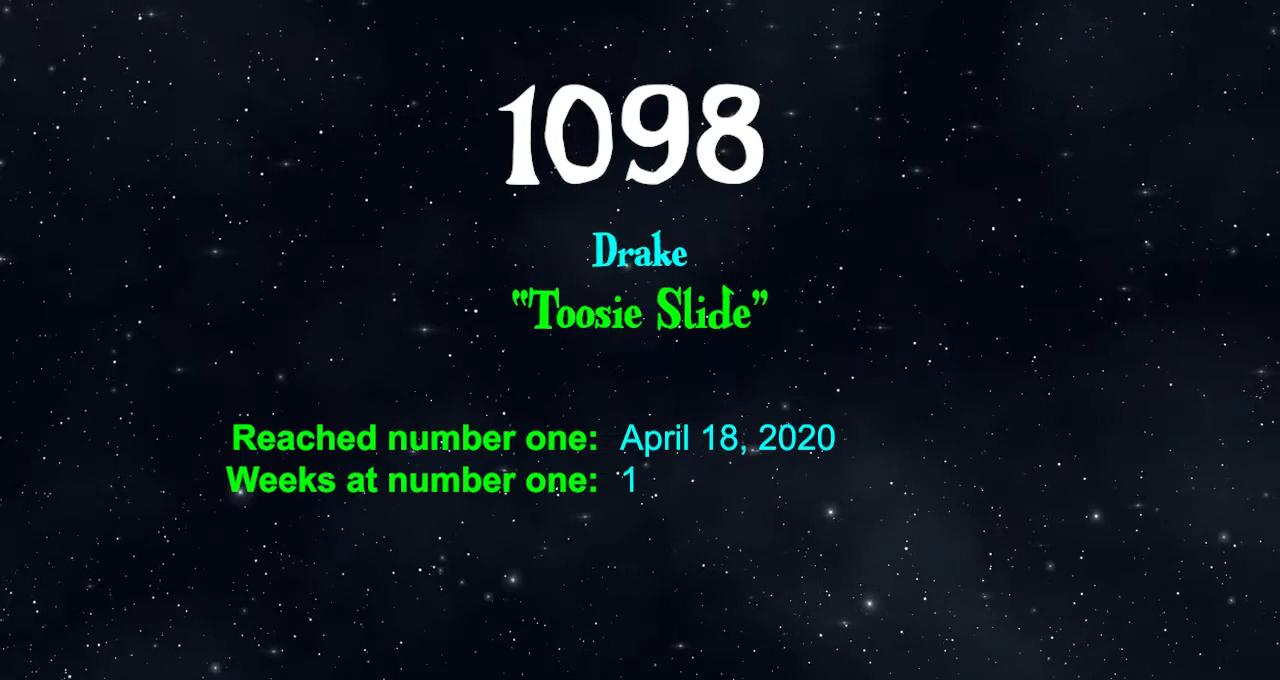 1098
Drake
“Toosie Slide”
Reached number one: April 18, 2020
Weeks at number one: 1